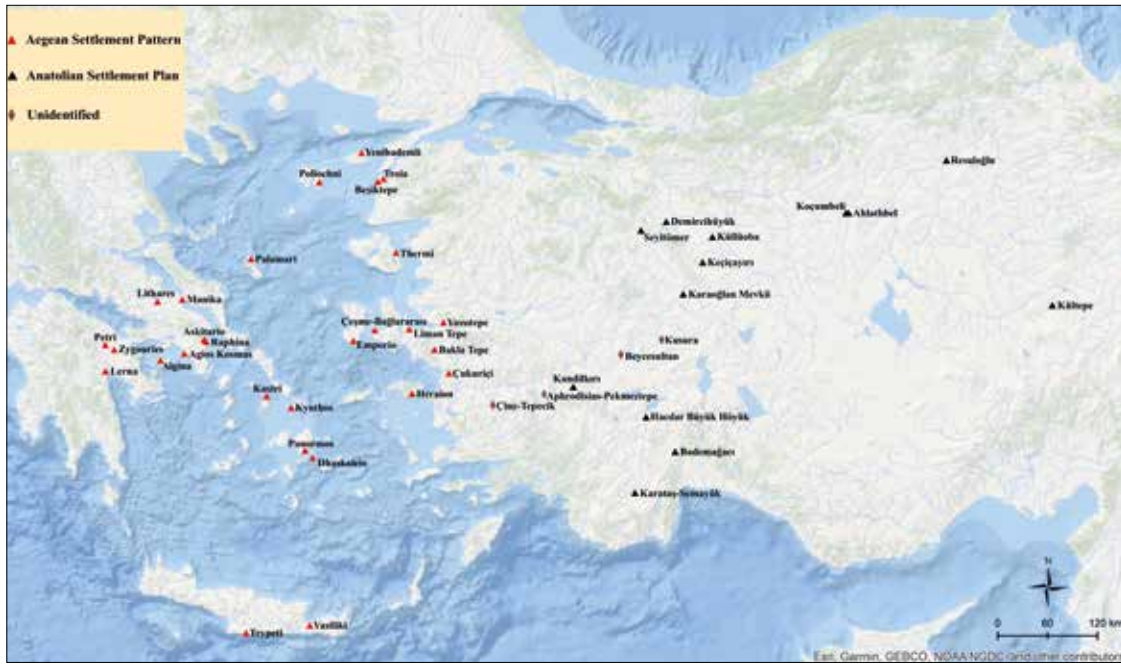 Aegean Settlement Pattern
Anatolian Settlement Plan
Unidentified
Yenibademli
Poliochni
Troia
Beşiktepe
Resuloğlu
Koçumbeli
Ahlatlıbel
Demircihüyük
Seyitömer
Küllüoba
Keçiçayırı
Thermi
Palamari
Karaoğlan Mevkii
Kültepe
Lithares
Manika
Çeşme-Bağlararası
Yassıtepe
Liman Tepe
Askitario
Raphina
Petri
Zygouries
Agios Kosmas
Emporio
Bakla Tepe
Kusura
Beycesultan
Aigina
Lerna
Çukuriçi
Kandilkırı
Kastri
Heraion
Aphrodisias-Pekmeztepe
Kynthos
Çine-Tepecik
Hacılar Büyük Höyük
Panormos
Dhaskaleio
Bademağacı
Karataş-Semayük
Vasiliki
Trypeti
N
0 60 120 km
Esri, Garmin, GEBCO, NOAA NGDC, and other contributors